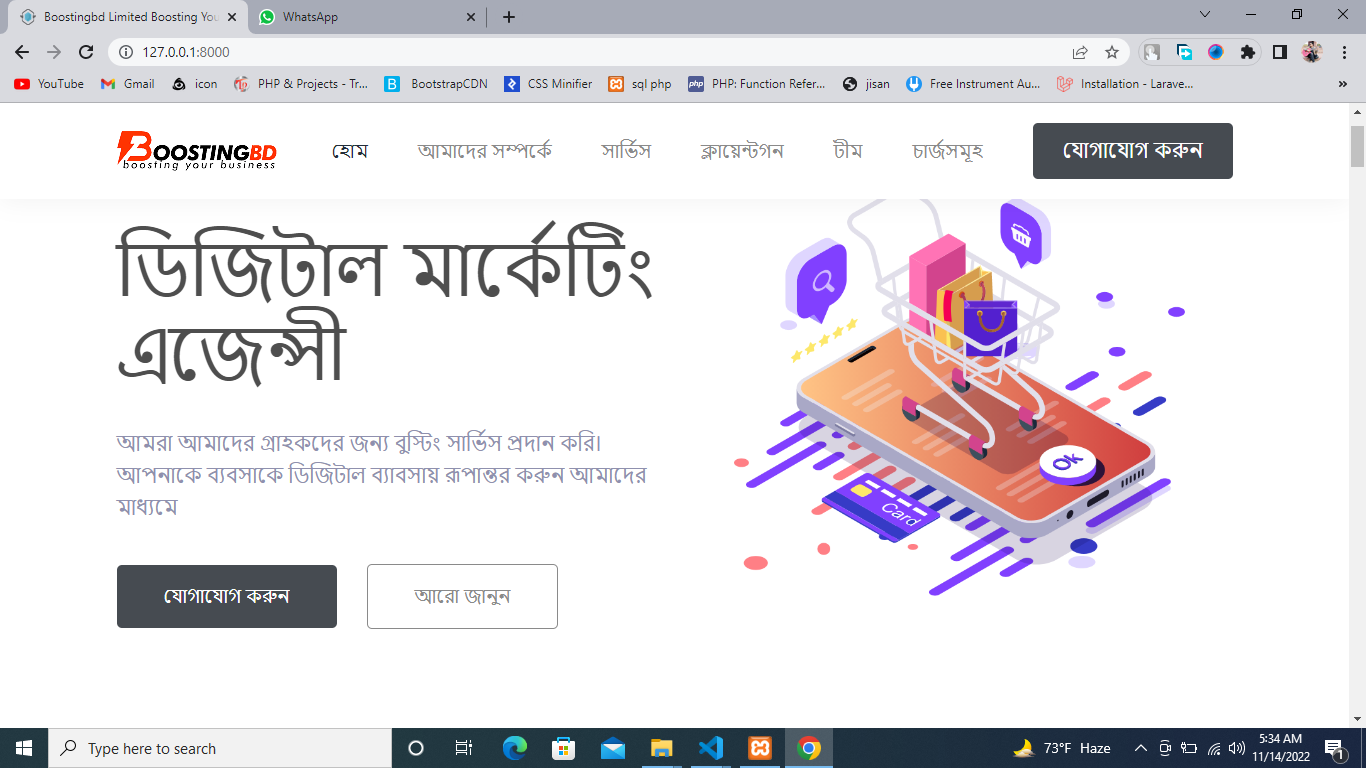 Boostingbd Limited Boosting You
WhatsApp
127.0.0.1:8000
YouTube
Gmail
icon
PHP & Projects - Tr...
BootstrapCDN
CSS Minifier
sql php
PHP: Function Refer...
jisan
Free Instrument Au...
Installation - Larave...
»
BOOSTINGBD
boosting your business
হোম
আমাদের সম্পর্কে
সার্ভিস
ক্লায়েন্টগন
টীম
চার্জসমূহ
যোগাযোগ করুন
ডিজিটাল মার্কেটিং
এজেন্সী
আমরা আমাদের গ্রাহকদের জন্য বুস্টিং সার্ভিস প্রদান করি।
আপনাকে ব্যবসাকে ডিজিটাল ব্যাবসায় রূপান্তর করুন আমাদের
মাধ্যমে
যোগাযোগ করুন
আরো জানুন
Ok
Card
Type here to search
73°F Haze
5:34 AM
11/14/2022
1